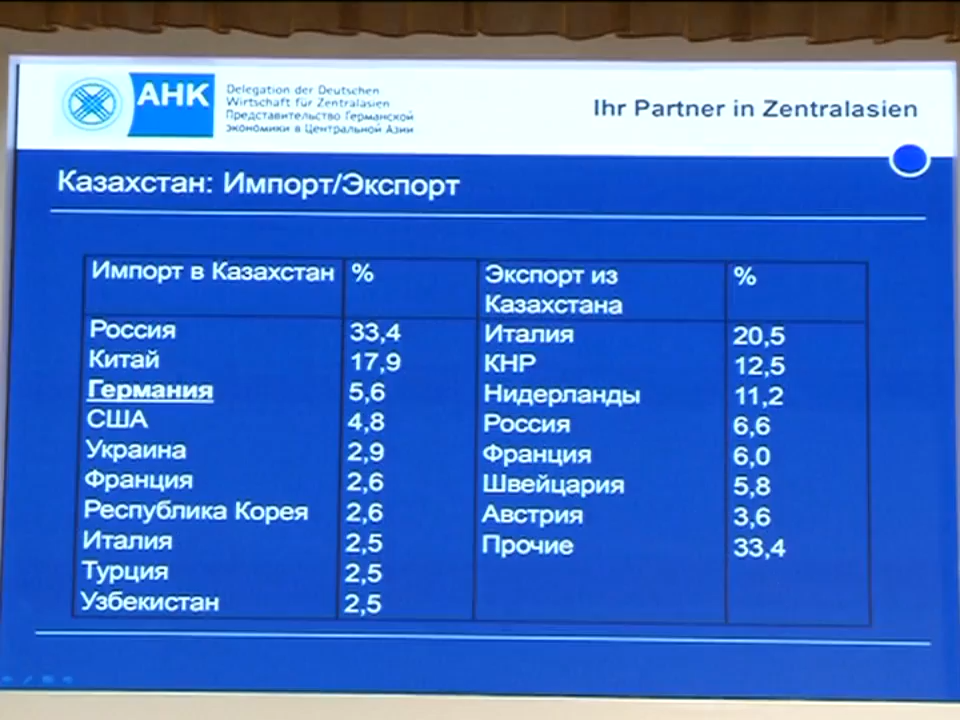 АНК
Delegation der Deutschen
Wirtschaft für Zentralasien
Представительство Германской
экономики в Центральной Азии
Ihr Partner in Zentralasien
Казахстан: Импорт/Экспорт
Импорт в Казахстан % Экспорт из Казахстана %
Россия 33,4 Италия 20,5
Китай 17,9 КНР 12,5
Германия 5,6 Нидерланды 11,2
США 4,8 Россия 6,6
Украина 2,9 Франция 6,0
Франция 2,6 Швейцария 5,8
Республика Корея 2,6 Австрия 3,6
Италия 2,5 Прочие 33,4
Турция 2,5
Узбекистан 2,5